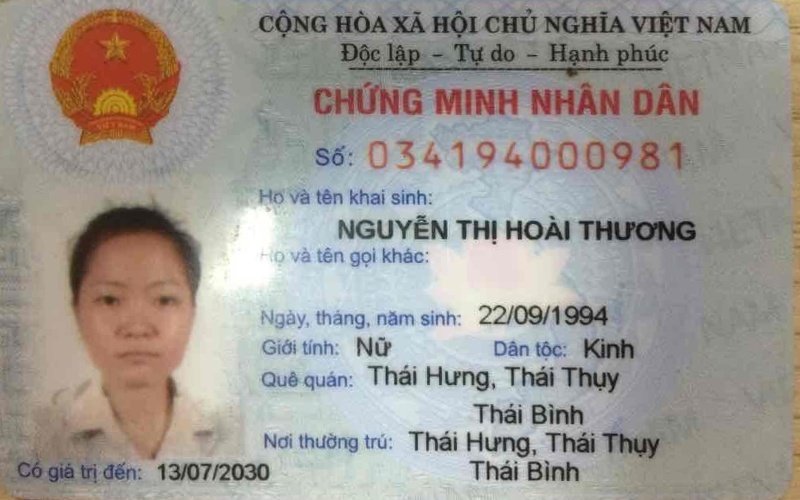 CỘNG HÒA XÃ HỘI CHỦ NGHĨA VIỆT NAM
Độc lập - Tự do - Hạnh phúc
CHỨNG MINH NHÂN DÂN
Số: 034194000981
Họ và tên khai sinh:
NGUYỄN THỊ HOÀI THƯƠNG
Họ và tên gọi khác:
Ngày, tháng, năm sinh: 22/09/1994
Giới tính: Nữ Dân tộc: Kinh
Quê quán: Thái Hưng, Thái Thụy
Thái Bình
Nơi thường trú: Thái Hưng, Thái Thụy
Thái Bình
Có giá trị đến: 13/07/2030